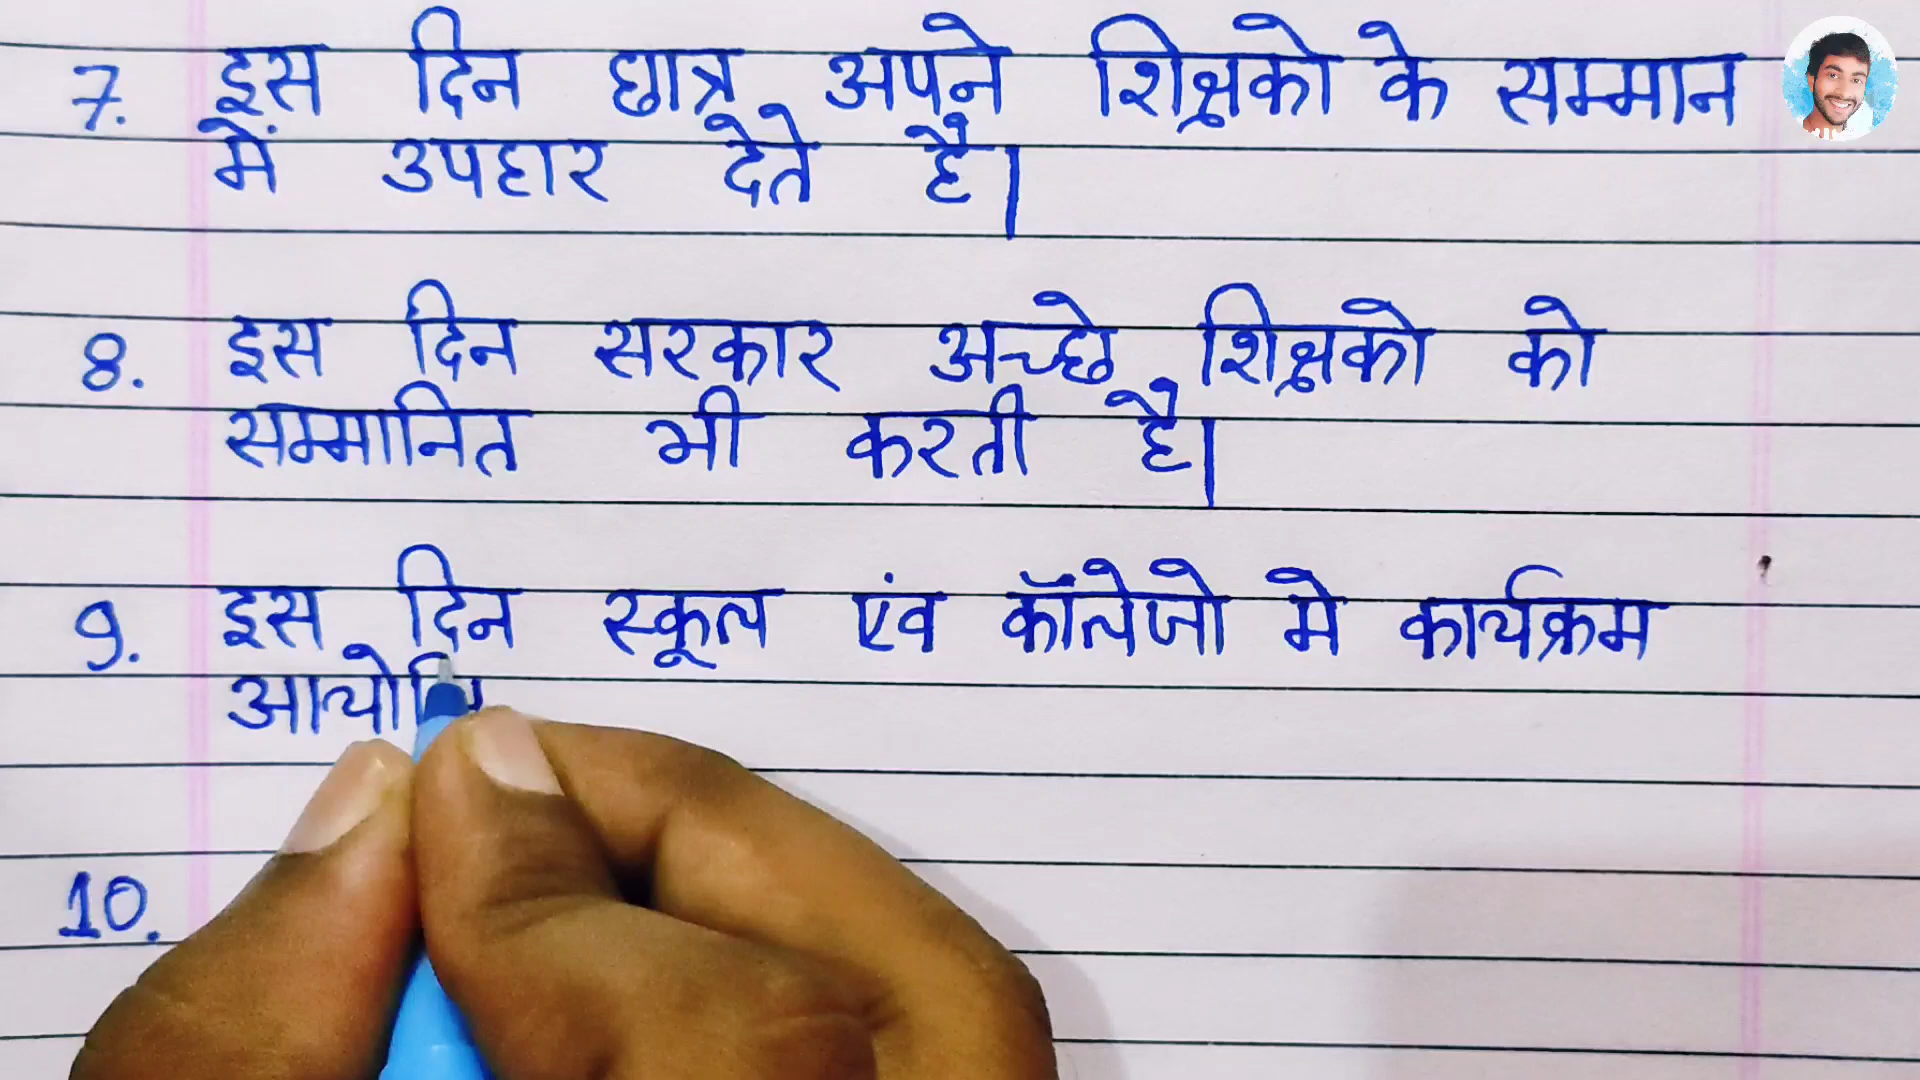 7. इस दिन छात्र अपने शिक्षको के सम्मान
में उपहार देते है।
8. इस दिन सरकार अच्छे शिक्षको को
सम्मानित भी करती है।
9. इस दिन स्कूल एंव कॉलेजो मे कार्यक्रम
10.